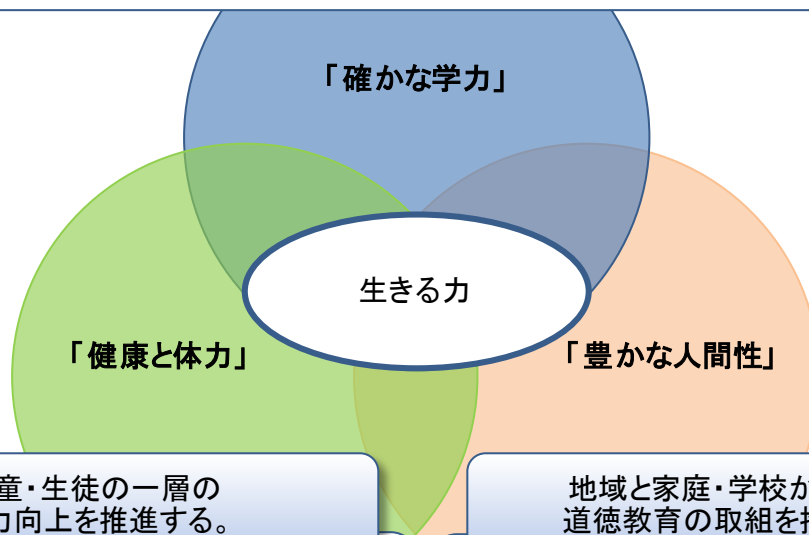 「確かな学力」
生きる力
「健康と体力」
「豊かな人間性」
童・生徒の一層の
向上を推進する。
地域と家庭・学校が
道徳教育の取組を